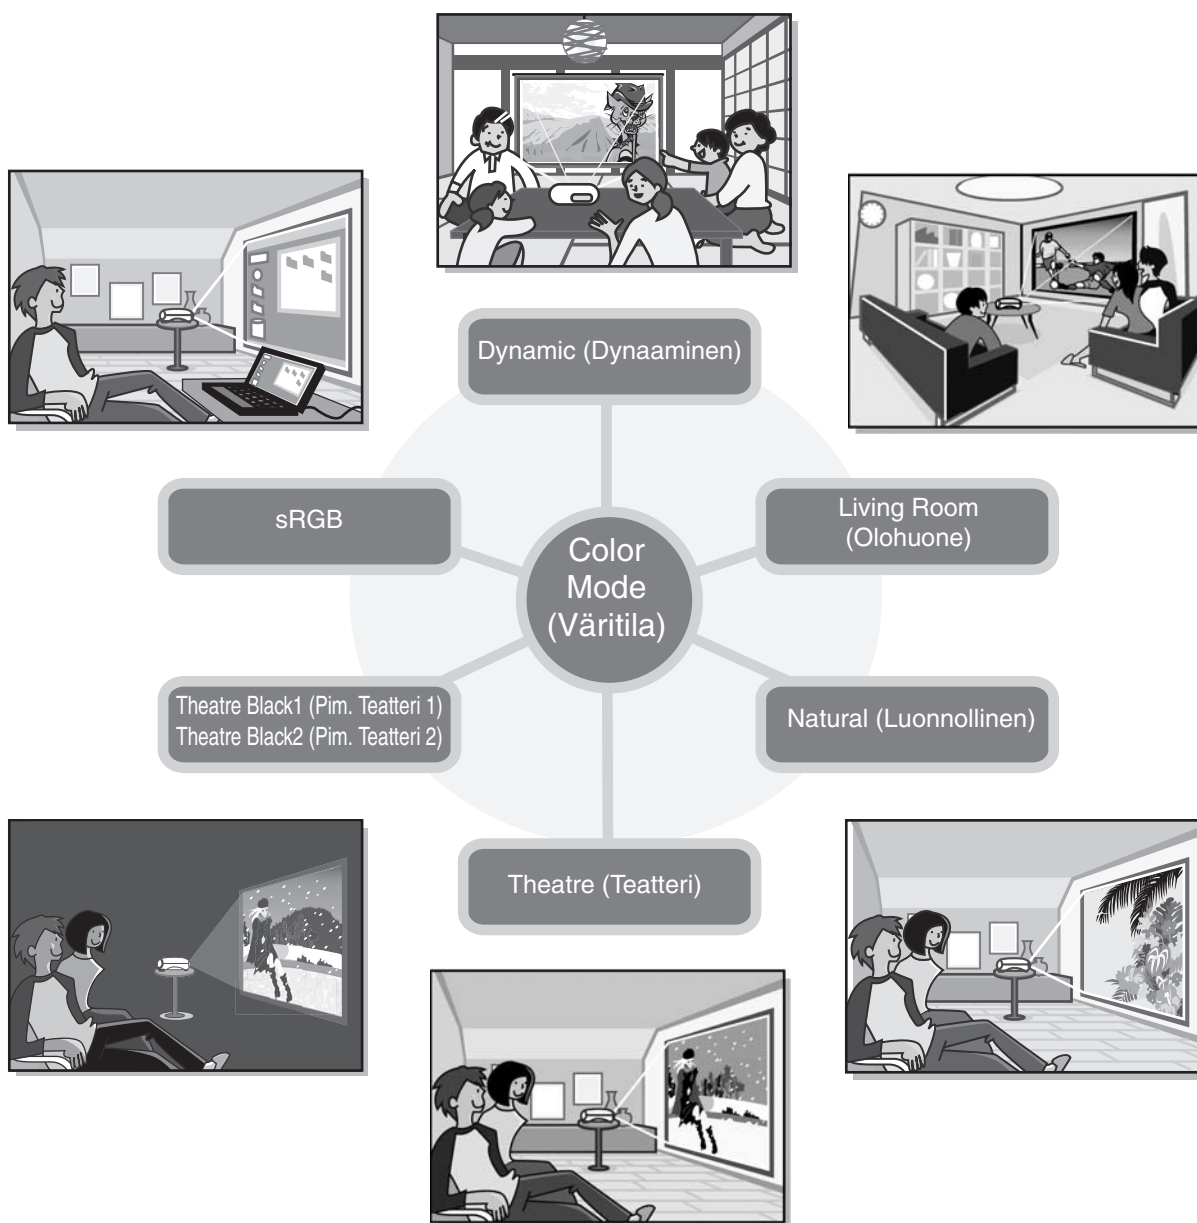 Dynamic (Dynaaminen)
sRGB
Living Room
(Olohuone)
Color
Mode
(Väritila)
Theatre Black1 (Pim. Teatteri 1)
Theatre Black2 (Pim. Teatteri 2)
Natural (Luonnollinen)
Theatre (Teatteri)